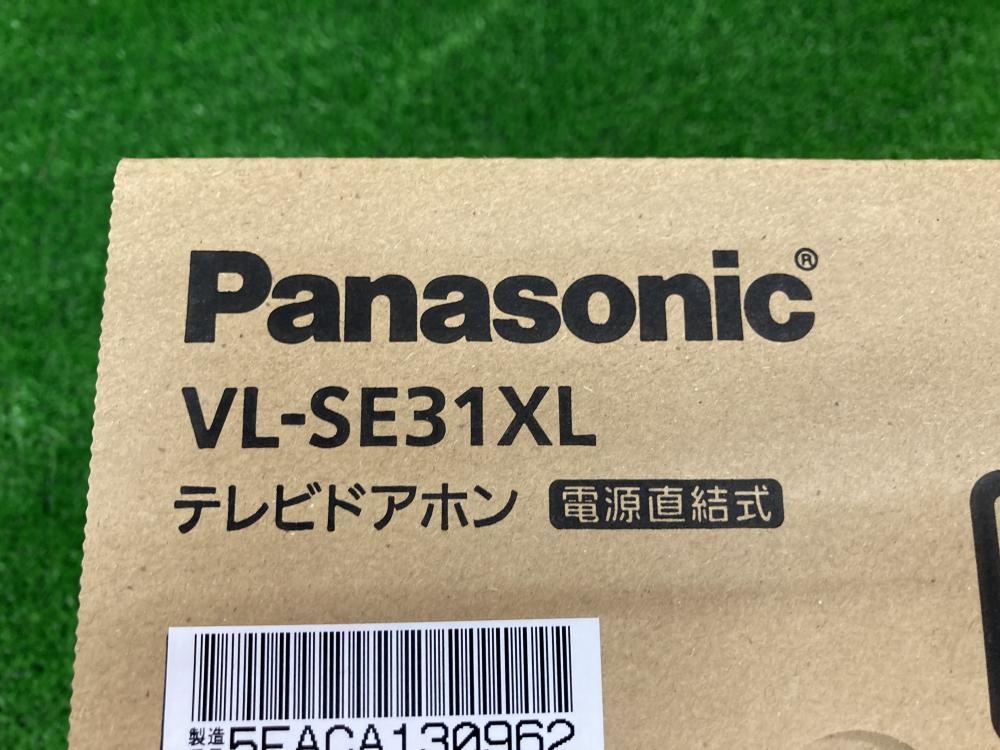 Panasonic®
VL-SE31XL
テレビドアホン 電源直結式
製造
5EACA130962